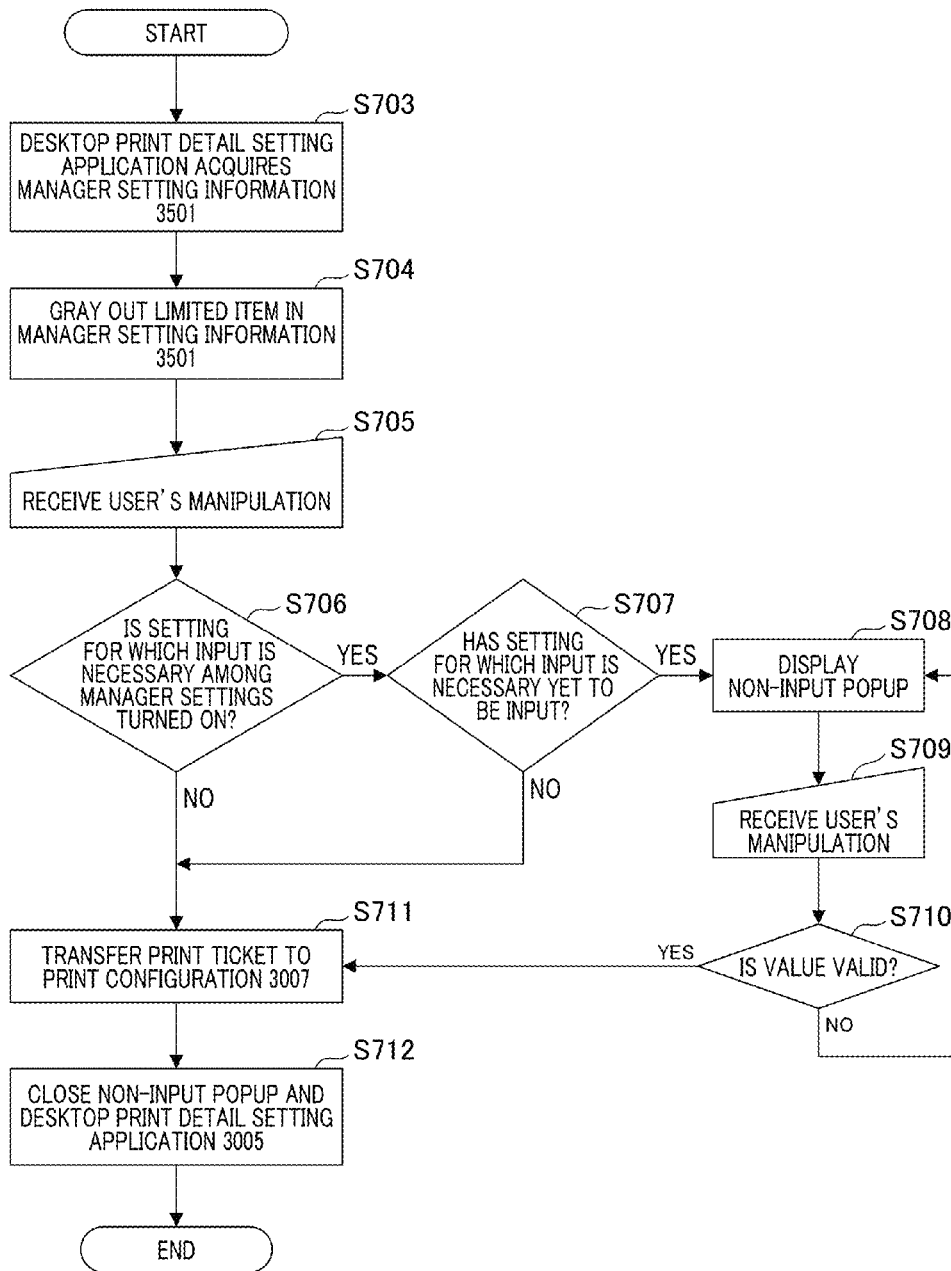 START
S703
DESKTOP PRINT DETAIL SETTING
APPLICATION ACQUIRES
MANAGER SETTING INFORMATION
3501
S704
GRAY OUT LIMITED ITEM IN
MANAGER SETTING INFORMATION
3501
S705
RECEIVE USER'S MANIPULATION
S706
IS SETTING
FOR WHICH INPUT IS
NECESSARY AMONG
MANAGER SETTINGS
TURNED ON?
YES
NO
S707
HAS SETTING
FOR WHICH INPUT IS
NECESSARY YET TO
BE INPUT?
YES
NO
S708
DISPLAY
NON-INPUT POPUP
S709
RECEIVE USER'S
MANIPULATION
S710
IS VALUE VALID?
YES
NO
S711
TRANSFER PRINT TICKET TO
PRINT CONFIGURATION 3007
S712
CLOSE NON-INPUT POPUP AND
DESKTOP PRINT DETAIL SETTING
APPLICATION 3005
END